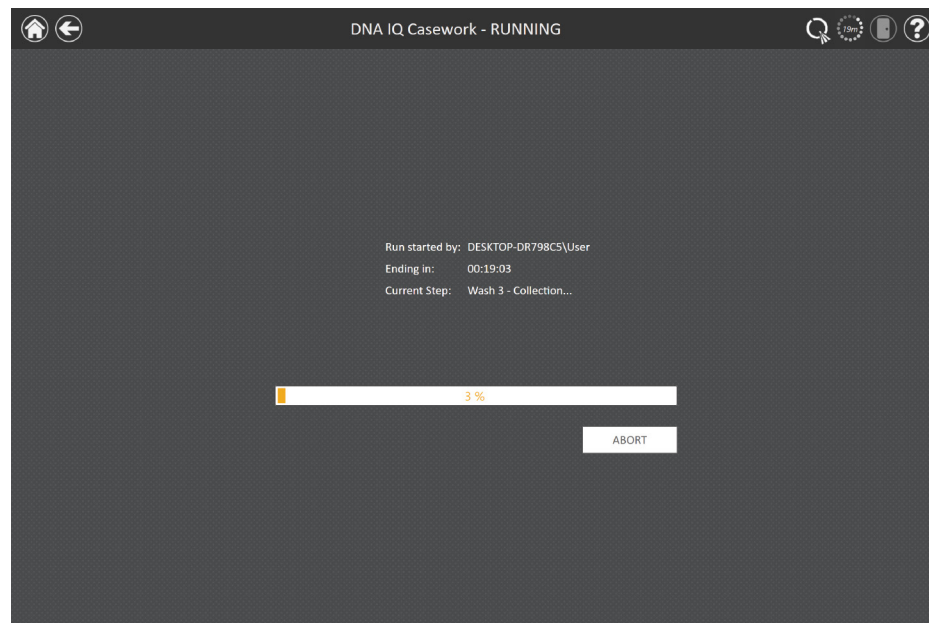 DNA IQ Casework - RUNNING
19m
?
Run started by: DESKTOP-DR798C5\User
Ending in: 00:19:03
Current Step: Wash 3 - Collection...
3 %
ABORT